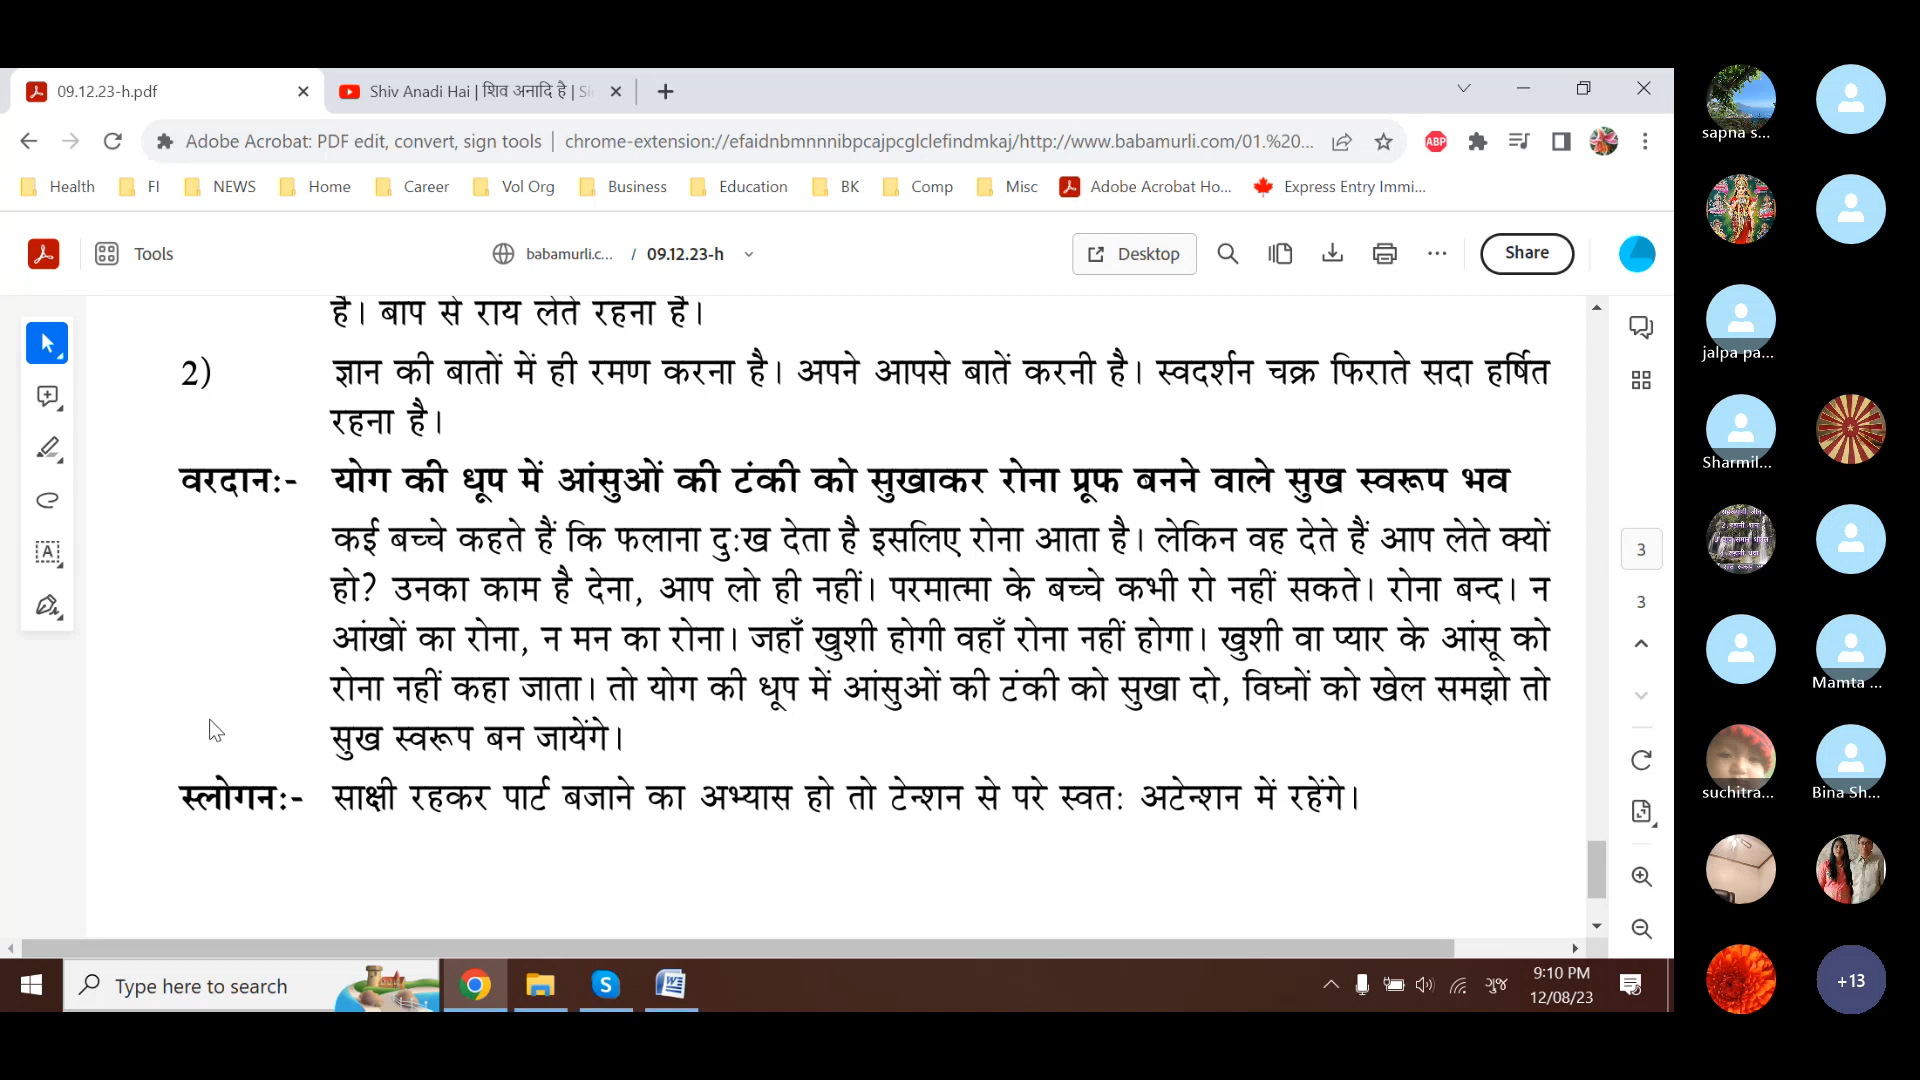 09.12.23-h.pdf
Shiv Anadi Hai | शिव अनादि है | Si
Adobe Acrobat: PDF edit, convert, sign tools | chrome-extension://efaidnbmnnnibpcajpcglclefindmkaj/http://www.babamurli.com/01.%20...
ABP
Health FI NEWS Home Career Vol Org Business Education BK Comp Misc Adobe Acrobat Ho... Express Entry Immi...
Tools babamurli.c... / 09.12.23-h Desktop Share
है। बाप से राय लेते रहना है।
2) ज्ञान की बातों में ही रमण करना है। अपने आपसे बातें करनी है। स्वदर्शन चक्र फिराते सदा हर्षित
रहना है।
वरदान:- योग की धूप में आंसुओं की टंकी को सुखाकर रोना प्रूफ बनने वाले सुख स्वरूप भव
कई बच्चे कहते हैं कि फलाना दु:ख देता है इसलिए रोना आता है। लेकिन वह देते हैं आप लेते क्यों
हो? उनका काम है देना, आप लो ही नहीं। परमात्मा के बच्चे कभी रो नहीं सकते। रोना बन्द। न
आंखों का रोना, न मन का रोना। जहाँ खुशी होगी वहाँ रोना नहीं होगा। खुशी वा प्यार के आंसू को
रोना नहीं कहा जाता। तो योग की धूप में आंसुओं की टंकी को सुखा दो, विघ्नों को खेल समझो तो
सुख स्वरूप बन जायेंगे।
स्लोगन:- साक्षी रहकर पार्ट बजाने का अभ्यास हो तो टेन्शन से परे स्वत: अटेन्शन में रहेंगे।
3
3
Type here to search
ગુજ
9:10 PM
12/08/23
sapna s...
jalpa pa...
Sharmil...
Mamta ...
suchitra...
Bina Sh...
+13